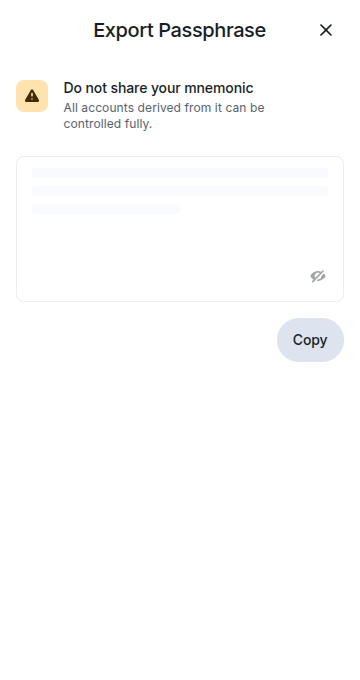 Export Passphrase
Do not share your mnemonic
All accounts derived from it can be
controlled fully.
Copy